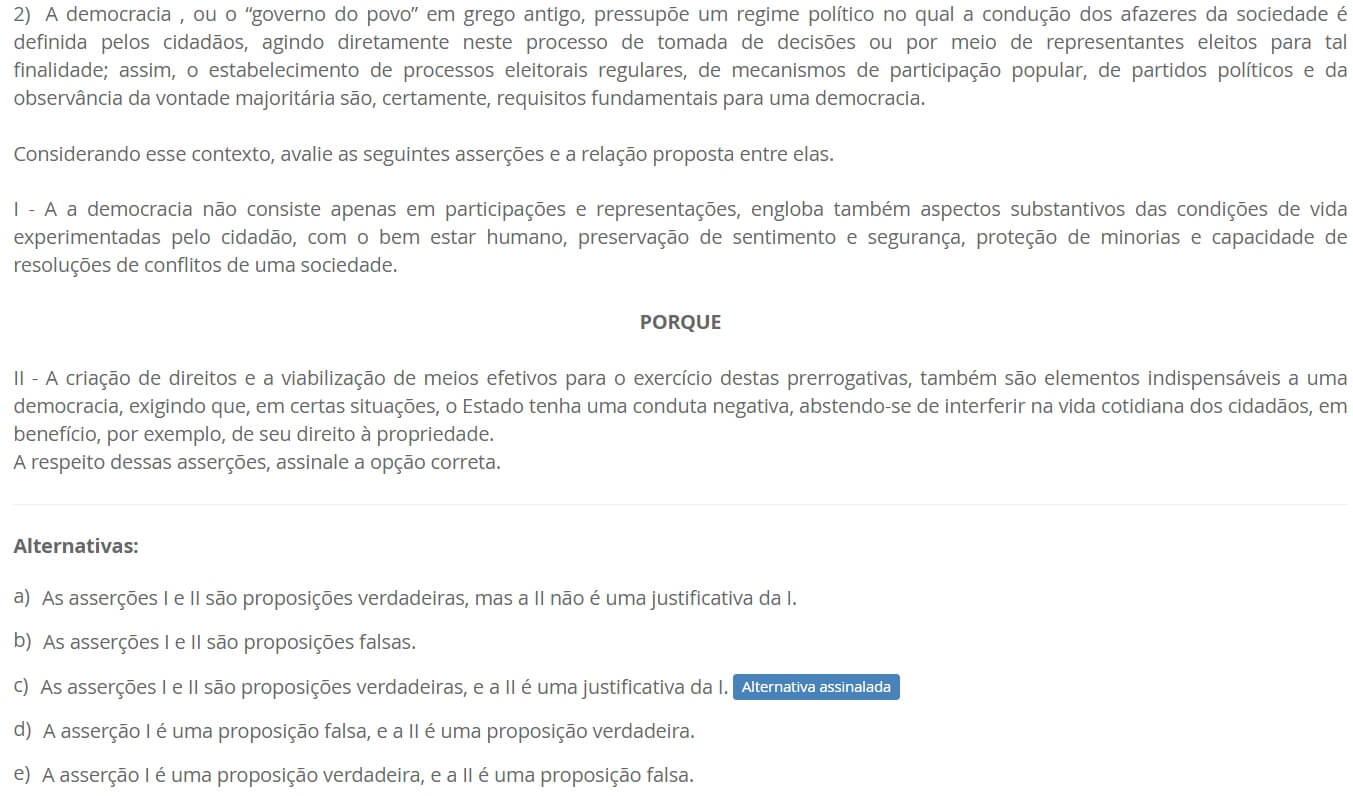 2) A democracia , ou o “governo do povo” em grego antigo, pressupõe um regime político no qual a condução dos afazeres da sociedade é
definida pelos cidadãos, agindo diretamente neste processo de tomada de decisões ou por meio de representantes eleitos para tal
finalidade; assim, o estabelecimento de processos eleitorais regulares, de mecanismos de participação popular, de partidos políticos e da
observância da vontade majoritária são, certamente, requisitos fundamentais para uma democracia.
Considerando esse contexto, avalie as seguintes asserções e a relação proposta entre elas.
I - A a democracia não consiste apenas em participações e representações, engloba também aspectos substantivos das condições de vida
experimentadas pelo cidadão, com o bem estar humano, preservação de sentimento e segurança, proteção de minorias e capacidade de
resoluções de conflitos de uma sociedade.
PORQUE
II - A criação de direitos e a viabilização de meios efetivos para o exercício destas prerrogativas, também são elementos indispensáveis a uma
democracia, exigindo que, em certas situações, o Estado tenha uma conduta negativa, abstendo-se de interferir na vida cotidiana dos cidadãos, em
benefício, por exemplo, de seu direito à propriedade.
A respeito dessas asserções, assinale a opção correta.
Alternativas:
a) As asserções I e II são proposições verdadeiras, mas a II não é uma justificativa da I.
b) As asserções I e II são proposições falsas.
c) As asserções I e II são proposições verdadeiras, e a II é uma justificativa da I. Alternativa assinalada
d) A asserção I é uma proposição falsa, e a II é uma proposição verdadeira.
e) A asserção I é uma proposição verdadeira, e a II é uma proposição falsa.